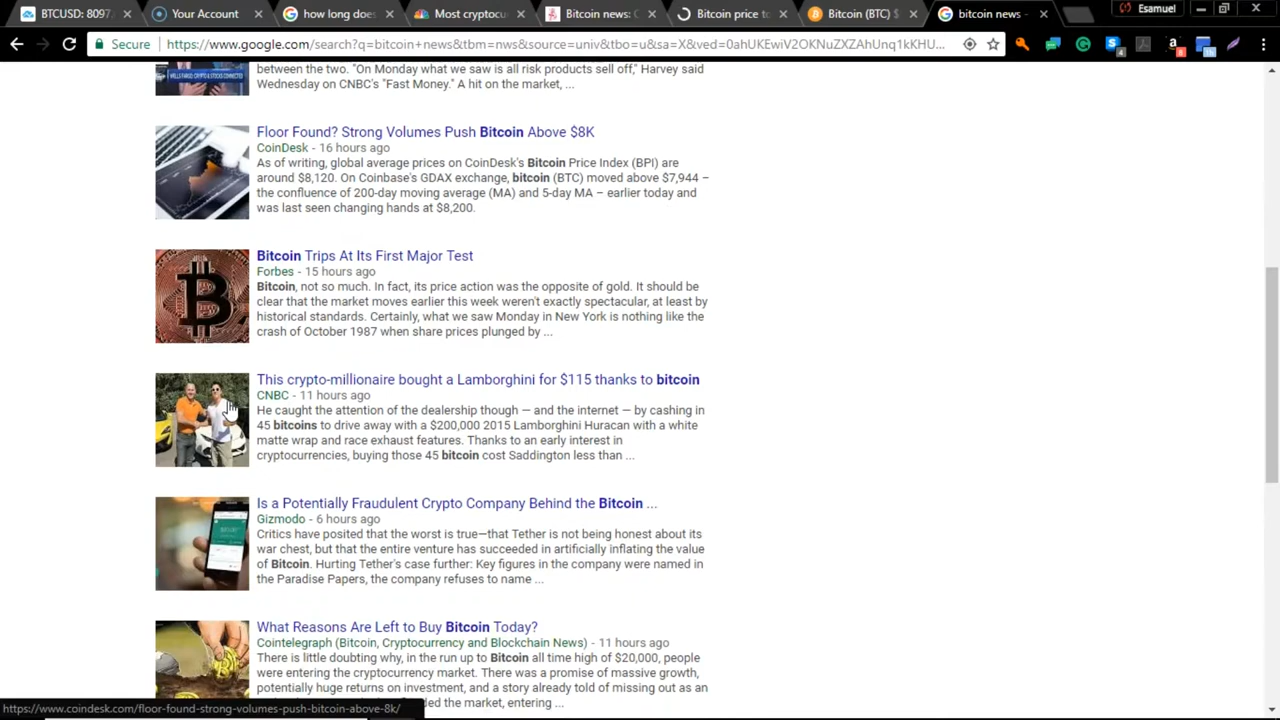 BTCUSD: 8097.
Your Account
how long does
Most cryptocu
Bitcoin news: C
Bitcoin price to
Bitcoin (BTC) $
bitcoin news -
Esamuel
Secure
https://www.google.com/search?q=bitcoin+news&tbm=nws&source=univ&tbo=u&sa=X&ved=0ahUKEwiV2OKNuZXZAhUnq1kKHU...
between the two. "On Monday what we saw is all risk products sell off," Harvey said
WELLS FARGO: CRYPTO & STOCKS CONNECTED
Wednesday on CNBC's "Fast Money." A hit on the market, ...
Floor Found? Strong Volumes Push Bitcoin Above $8K
CoinDesk - 16 hours ago
As of writing, global average prices on CoinDesk's Bitcoin Price Index (BPI) are
around $8,120. On Coinbase's GDAX exchange, bitcoin (BTC) moved above $7,944 –
the confluence of 200-day moving average (MA) and 5-day MA – earlier today and
was last seen changing hands at $8,200.
Bitcoin Trips At Its First Major Test
Forbes - 15 hours ago
Bitcoin, not so much. In fact, its price action was the opposite of gold. It should be
clear that the market moves earlier this week weren't exactly spectacular, at least by
historical standards. Certainly, what we saw Monday in New York is nothing like the
crash of October 1987 when share prices plunged by ...
This crypto-millionaire bought a Lamborghini for $115 thanks to bitcoin
CNBC - 11 hours ago
He caught the attention of the dealership though — and the internet — by cashing in
45 bitcoins to drive away with a $200,000 2015 Lamborghini Huracan with a white
matte wrap and race exhaust features. Thanks to an early interest in
cryptocurrencies, buying those 45 bitcoin cost Saddington less than ...
Is a Potentially Fraudulent Crypto Company Behind the Bitcoin ...
Gizmodo - 6 hours ago
Critics have posited that the worst is true—that Tether is not being honest about its
war chest, but that the entire venture has succeeded in artificially inflating the value
of Bitcoin. Hurting Tether's case further: Key figures in the company were named in
the Paradise Papers, the company refuses to name ...
What Reasons Are Left to Buy Bitcoin Today?
Cointelegraph (Bitcoin, Cryptocurrency and Blockchain News) - 11 hours ago
There is little doubting why, in the run up to Bitcoin all time high of $20,000, people
were entering the cryptocurrency market. There was a promise of massive growth,
potentially huge returns on investment, and a story already told of missing out as an
ded the market, entering ...
https://www.coindesk.com/floor-found-strong-volumes-push-bitcoin-above-8k/